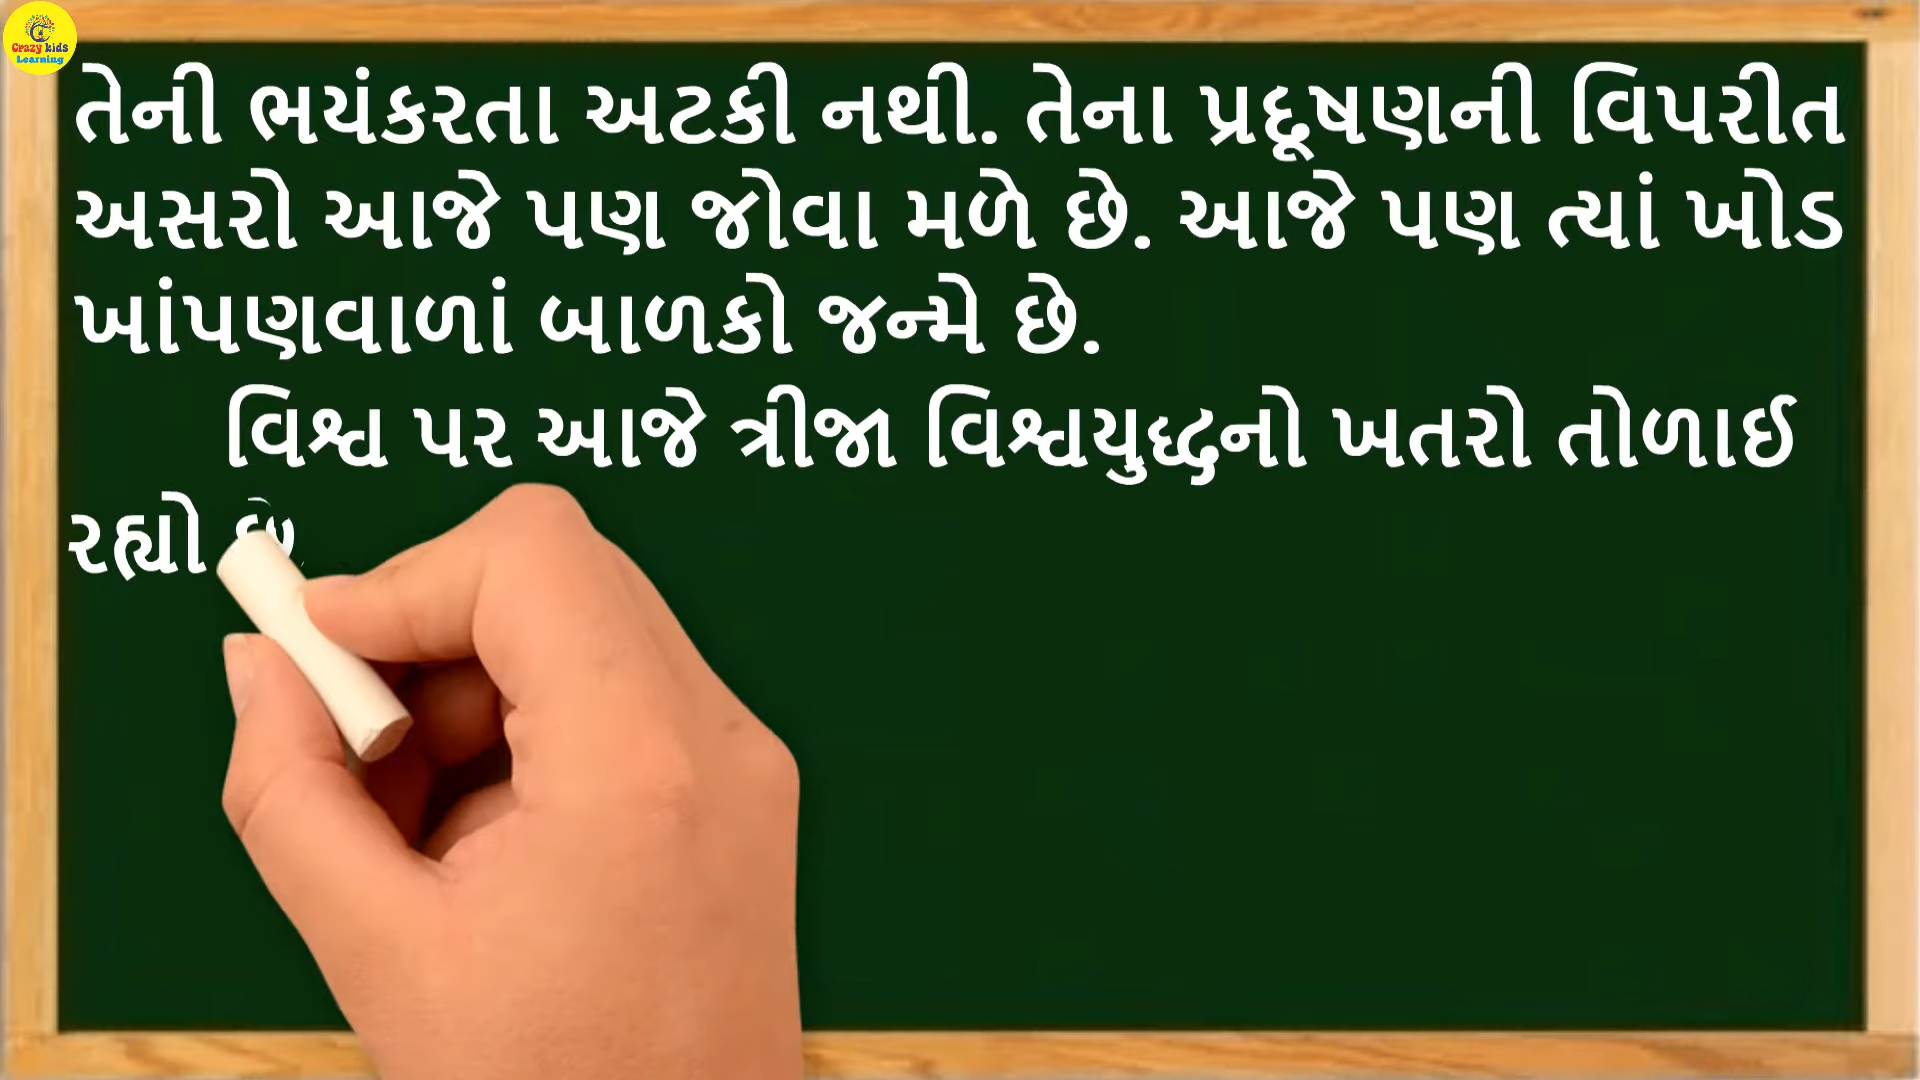 Crazy kids
Learning
તેની ભયંકરતા અટકી નથી. તેના પ્રદૂષણની વિપરીત
અસરો આજે પણ જોવા મળે છે. આજે પણ ત્યાં ખોડ
ખાંપણવાળાં બાળકો જન્મે છે.
વિશ્વ પર આજે ત્રીજા વિશ્વયુદ્ધનો ખતરો તોળાઈ
રહ્યો છે